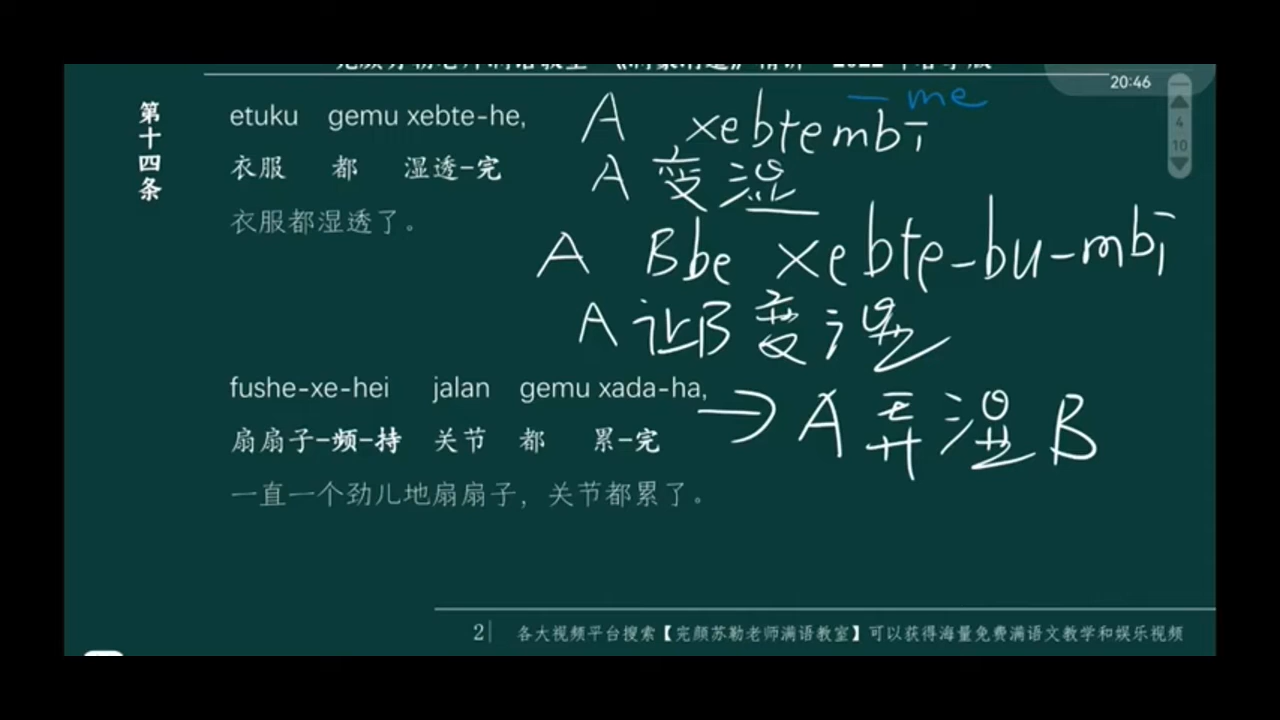 20:46
第十四条
etuku gemu xebte-he, A xebtembi — me
衣服 都 湿透-完 A 变湿
衣服都湿透了。
A B be xebte-bu-mbi
A 让B 变湿
fushe-xe-hei jalan gemu xada-ha,
→ A 弄湿 B
扇扇子-频-持 关节 都 累-完
一直一个劲儿地扇扇子，关节都累了。
4
10
2| 各大视频平台搜索【完颜苏勒老师满语教室】可以获得海量免费满语文教学和娱乐视频